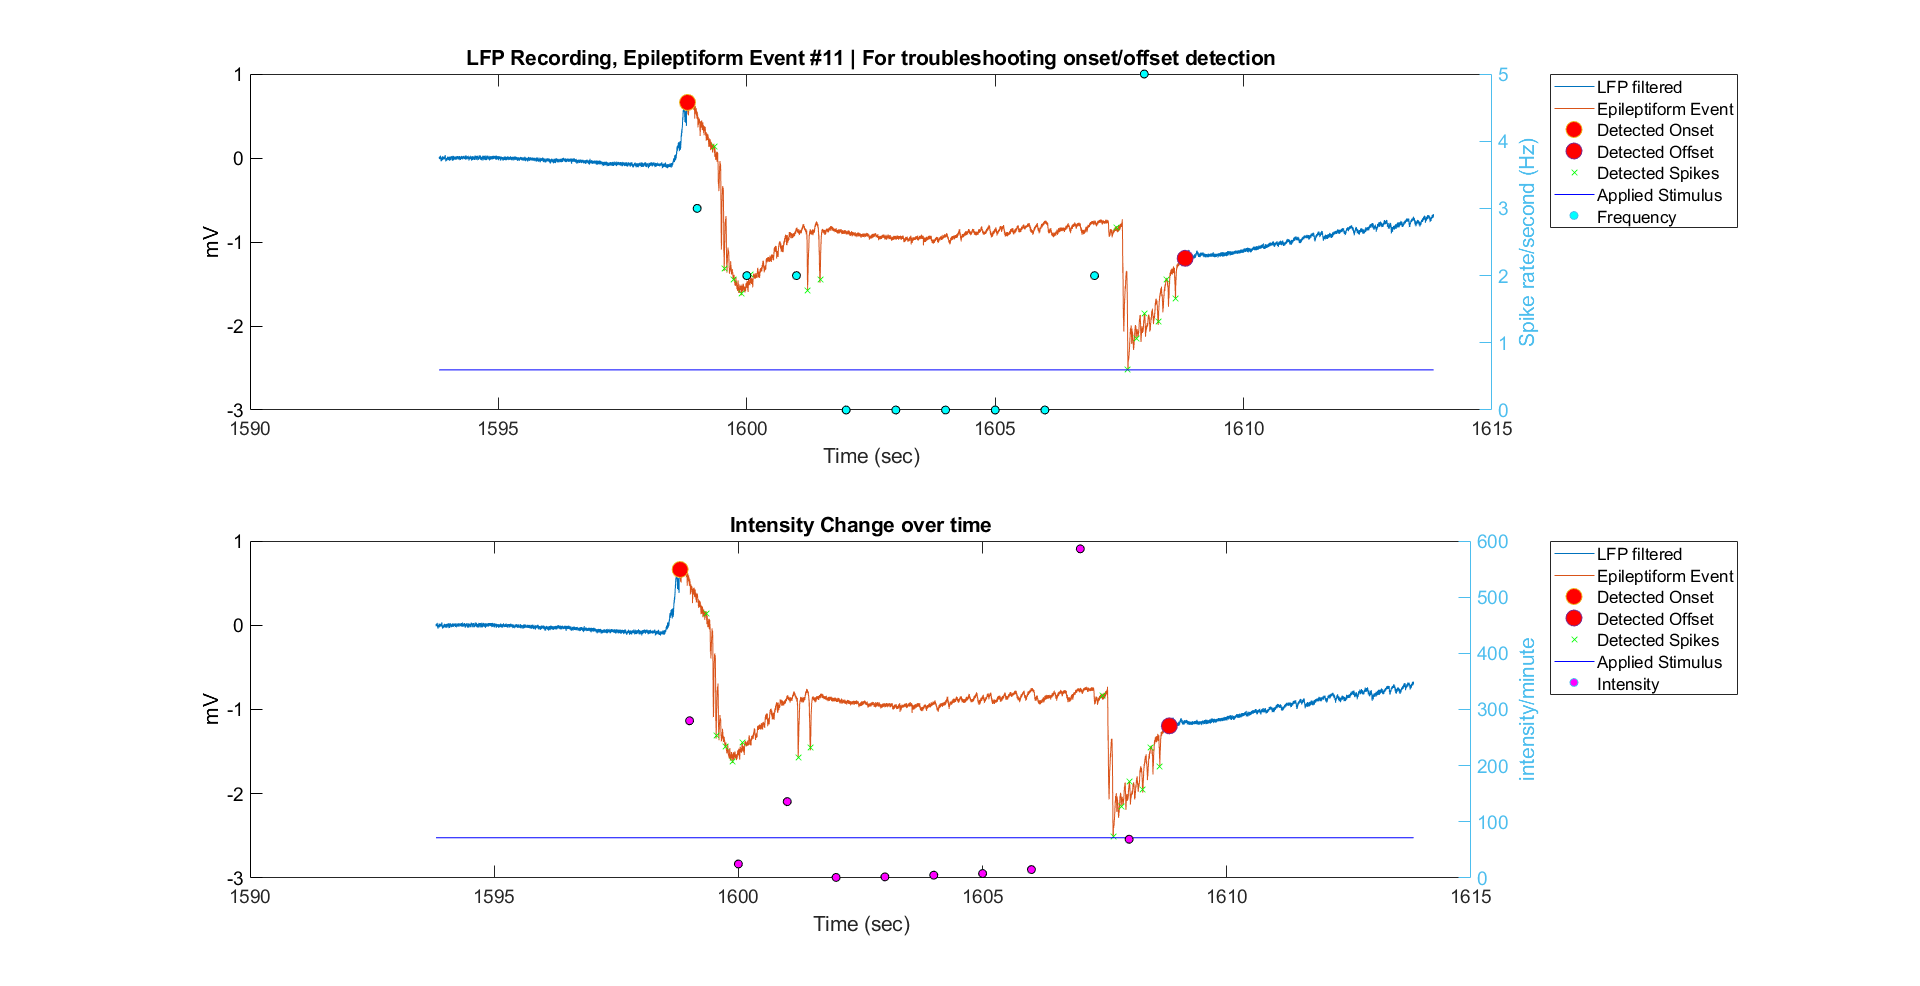 LFP Recording, Epileptiform Event #11 | For troubleshooting onset/offset detection
1
0
-1
-2
-3
mV
1590
1595
1600
1605
1610
1615
Time (sec)
5
4
3
2
1
0
Spike rate/second (Hz)
LFP filtered
Epileptiform Event
Detected Onset
Detected Offset
Detected Spikes
Applied Stimulus
Frequency
Intensity Change over time
1
0
-1
-2
-3
mV
1590
1595
1600
1605
1610
1615
Time (sec)
600
500
400
300
200
100
0
intensity/minute
LFP filtered
Epileptiform Event
Detected Onset
Detected Offset
Detected Spikes
Applied Stimulus
Intensity